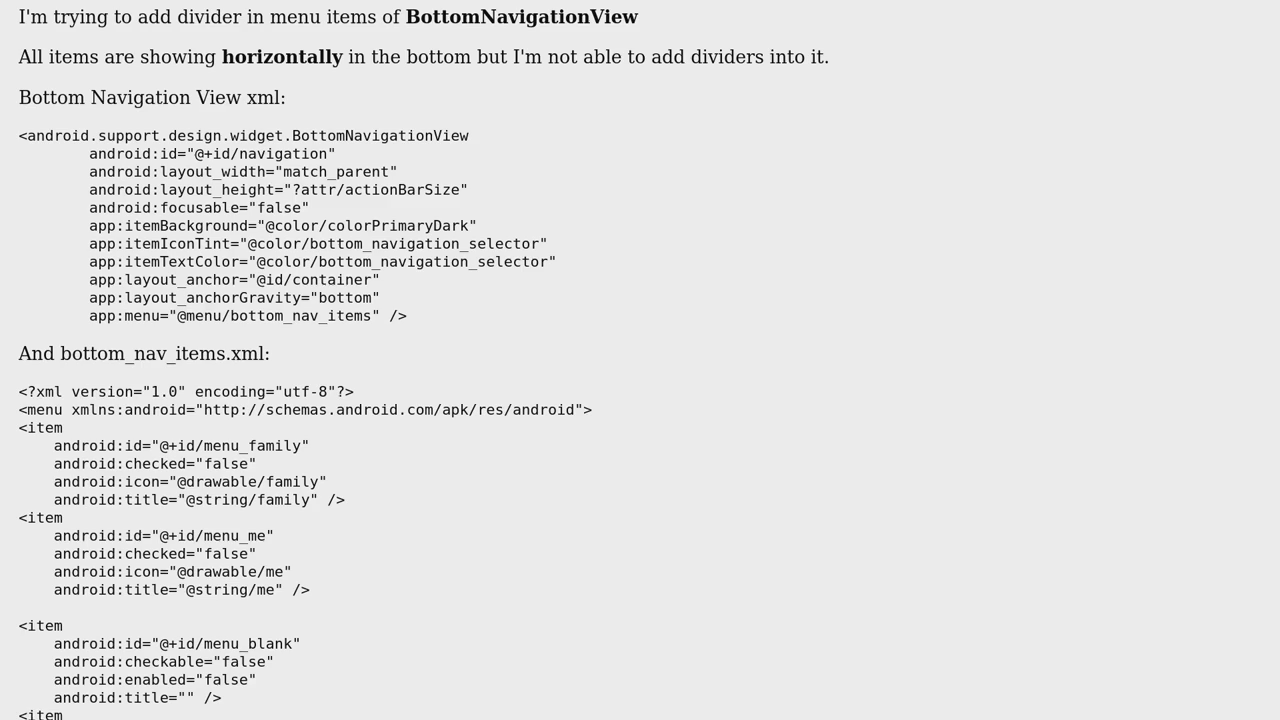 I'm trying to add divider in menu items of BottomNavigationView
All items are showing horizontally in the bottom but I'm not able to add dividers into it.
Bottom Navigation View xml:
<android.support.design.widget.BottomNavigationView
        android:id="@+id/navigation"
        android:layout_width="match_parent"
        android:layout_height="?attr/actionBarSize"
        android:focusable="false"
        app:itemBackground="@color/colorPrimaryDark"
        app:itemIconTint="@color/bottom_navigation_selector"
        app:itemTextColor="@color/bottom_navigation_selector"
        app:layout_anchor="@id/container"
        app:layout_anchorGravity="bottom"
        app:menu="@menu/bottom_nav_items" />
And bottom_nav_items.xml:
<?xml version="1.0" encoding="utf-8"?>
<menu xmlns:android="http://schemas.android.com/apk/res/android">
<item
    android:id="@+id/menu_family"
    android:checked="false"
    android:icon="@drawable/family"
    android:title="@string/family" />
<item
    android:id="@+id/menu_me"
    android:checked="false"
    android:icon="@drawable/me"
    android:title="@string/me" />
<item
    android:id="@+id/menu_blank"
    android:checkable="false"
    android:enabled="false"
    android:title="" />
<item